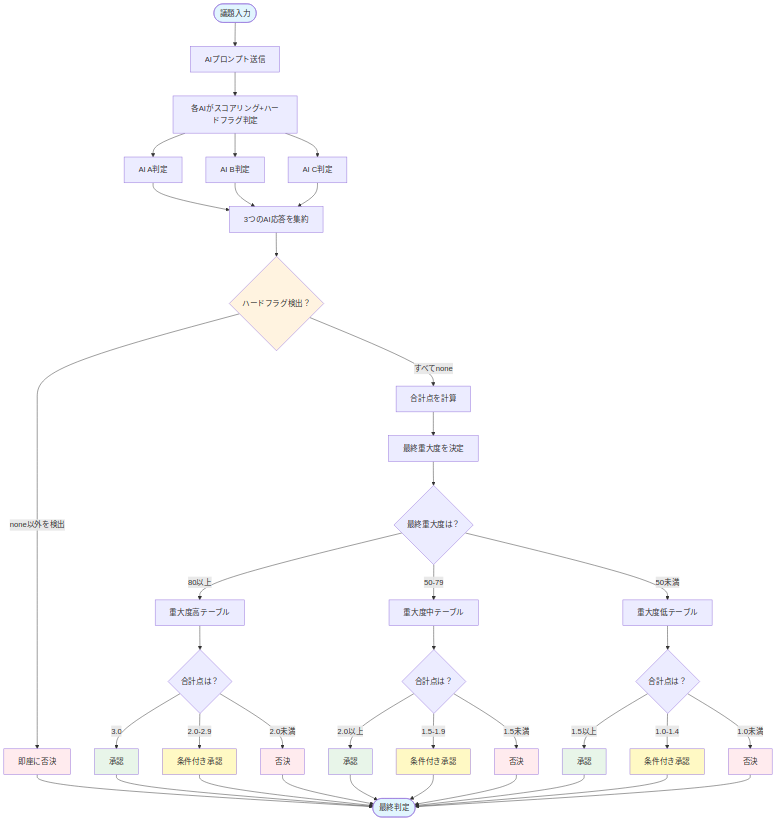 議題入力
AIプロンプト送信
各AIがスコアリング+ハー
ドフラグ判定
AI A判定
AI B判定
AI C判定
3つのAI応答を集約
ハードフラグ検出？
すべてnone
合計点を計算
最終重大度を決定
none以外を検出
最終重大度は？
80以上
50-79
50未満
重大度高テーブル
重大度中テーブル
重大度低テーブル
合計点は？
合計点は？
合計点は？
3.0
2.0-2.9
2.0未満
2.0以上
1.5-1.9
1.5未満
1.5以上
1.0-1.4
1.0未満
即座に否決
承認
条件付き承認
否決
承認
条件付き承認
否決
承認
条件付き承認
否決
最終判定